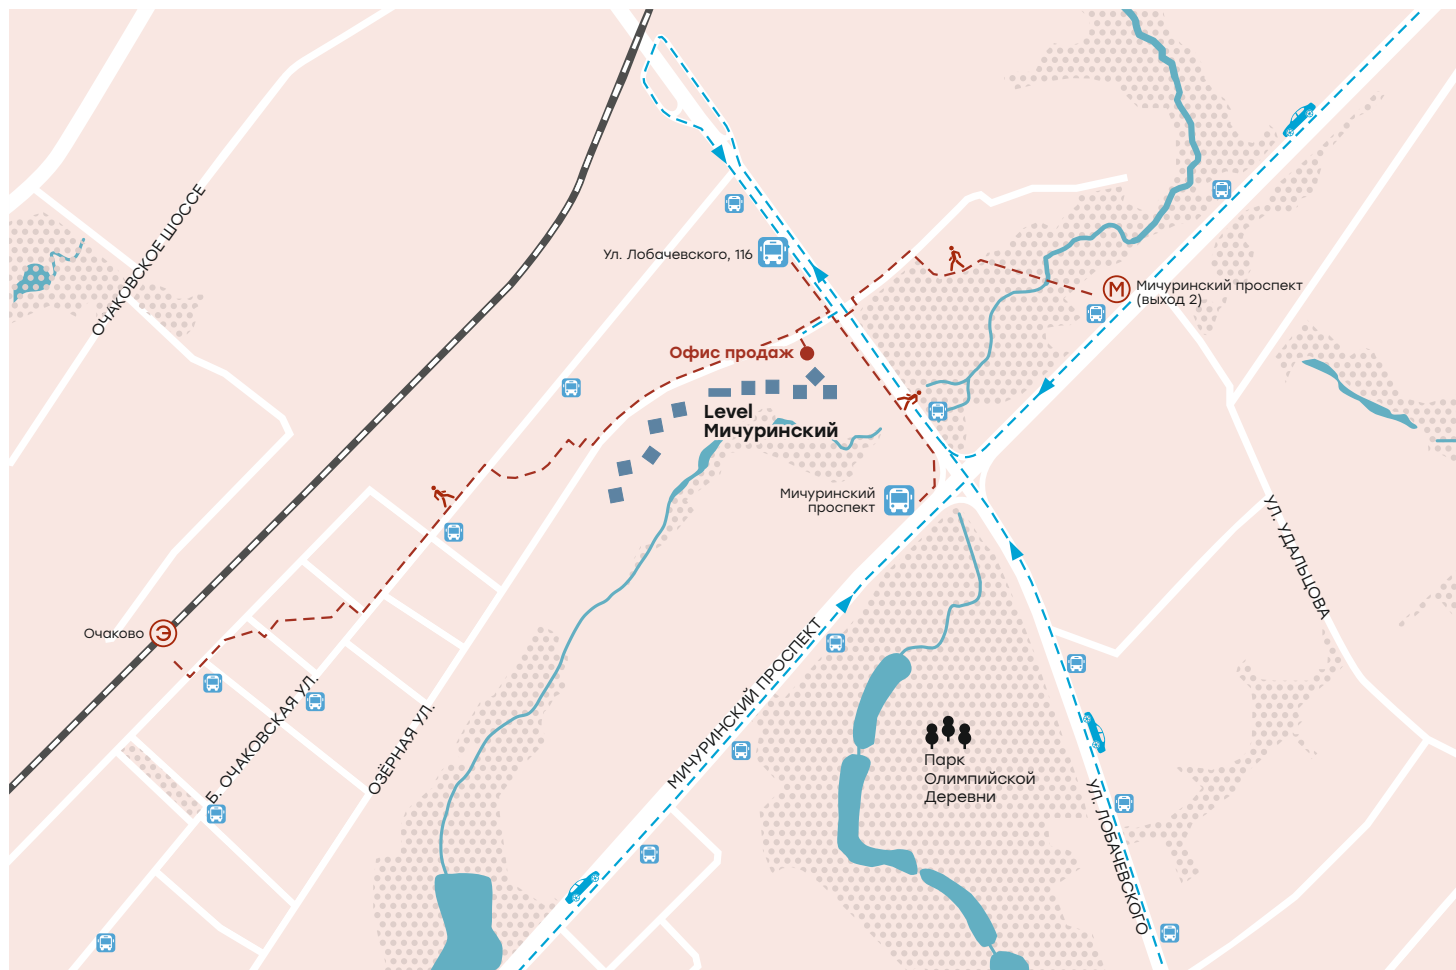 ОЧАКОВСКОЕ ШОССЕ
Ул. Лобачевского, 116
М
Мичуринский проспект
(выход 2)
Офис продаж
Level
Мичуринский
Мичуринский
проспект
УЛ. УДАЛЬЦОВА
Очаково
Э
Б. ОЧАКОВСКАЯ УЛ.
ОЗЁРНАЯ УЛ.
МИЧУРИНСКИЙ ПРОСПЕКТ
Парк
Олимпийской
Деревни
УЛ. ЛОБАЧЕВСКОГО